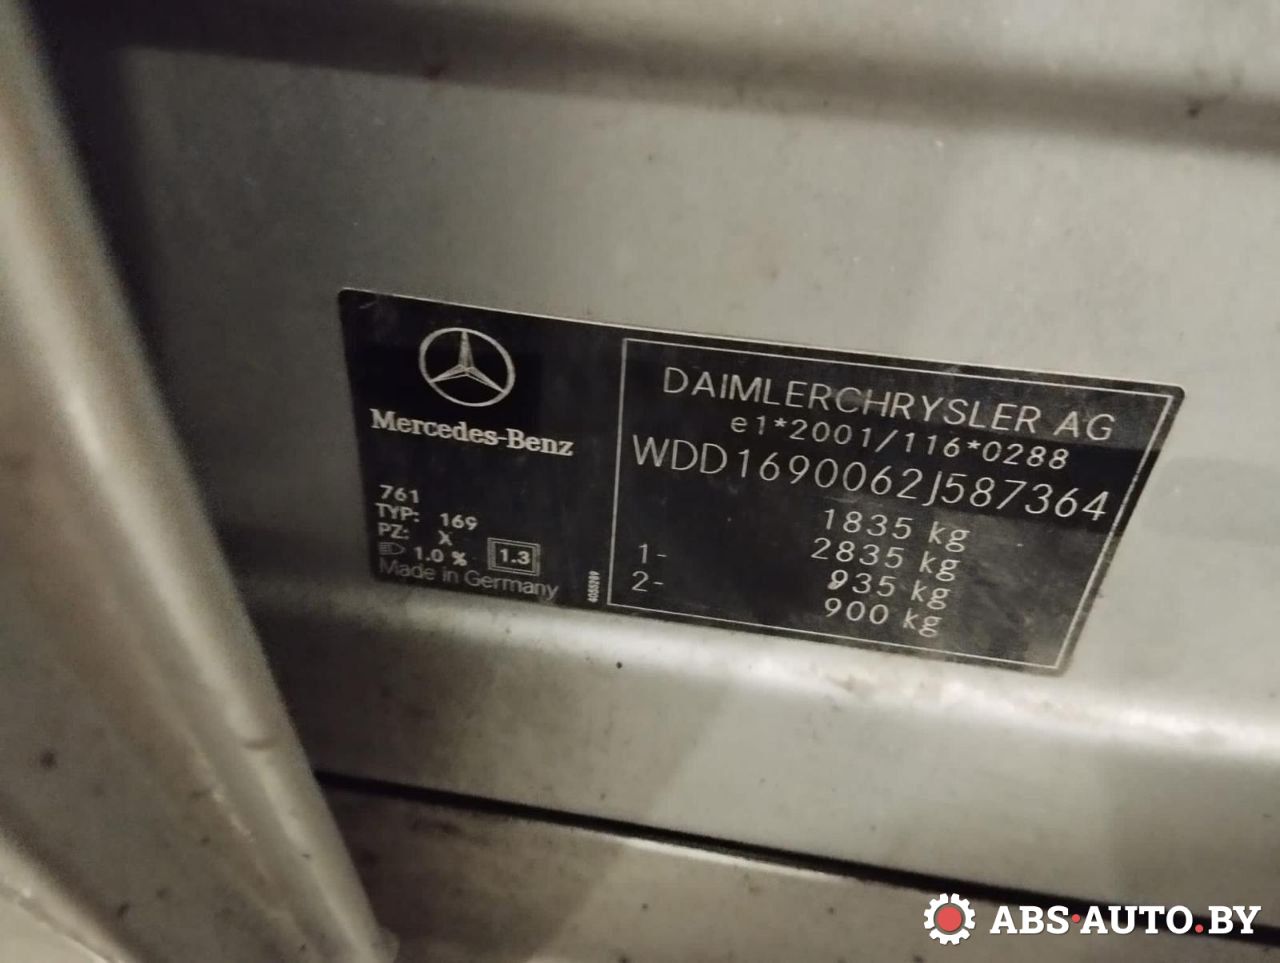 Mercedes-Benz
761
TYP: 169
PZ: X
1.0 % 1.3
Made in Germany
4055289
DAIMLERCHRYSLER AG
e1*2001/116*0288
WDD1690062J587364
1835 kg
2835 kg
1- 935 kg
2- 900 kg
ABS·AUTO.BY